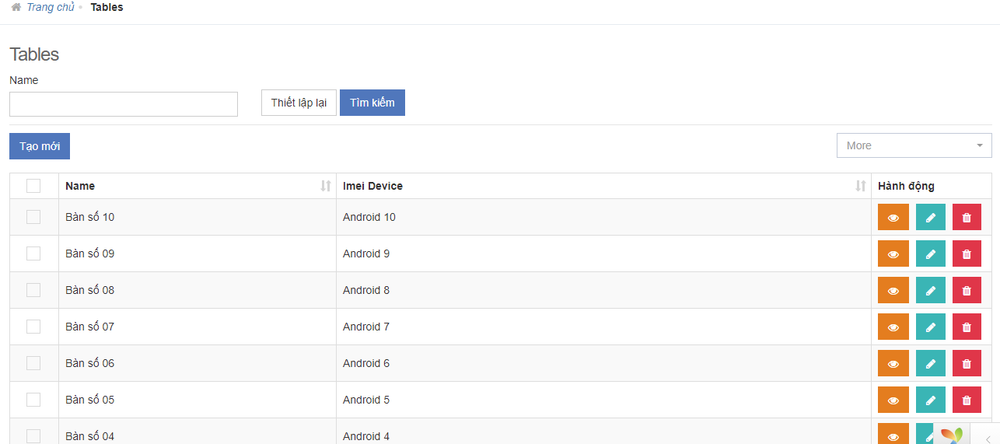 Trang chủ Tables
Tables
Name
Thiết lập lại Tìm kiếm
Tạo mới More
Name Imei Device Hành động
Bàn số 10 Android 10
Bàn số 09 Android 9
Bàn số 08 Android 8
Bàn số 07 Android 7
Bàn số 06 Android 6
Bàn số 05 Android 5
Bàn số 04 Android 4